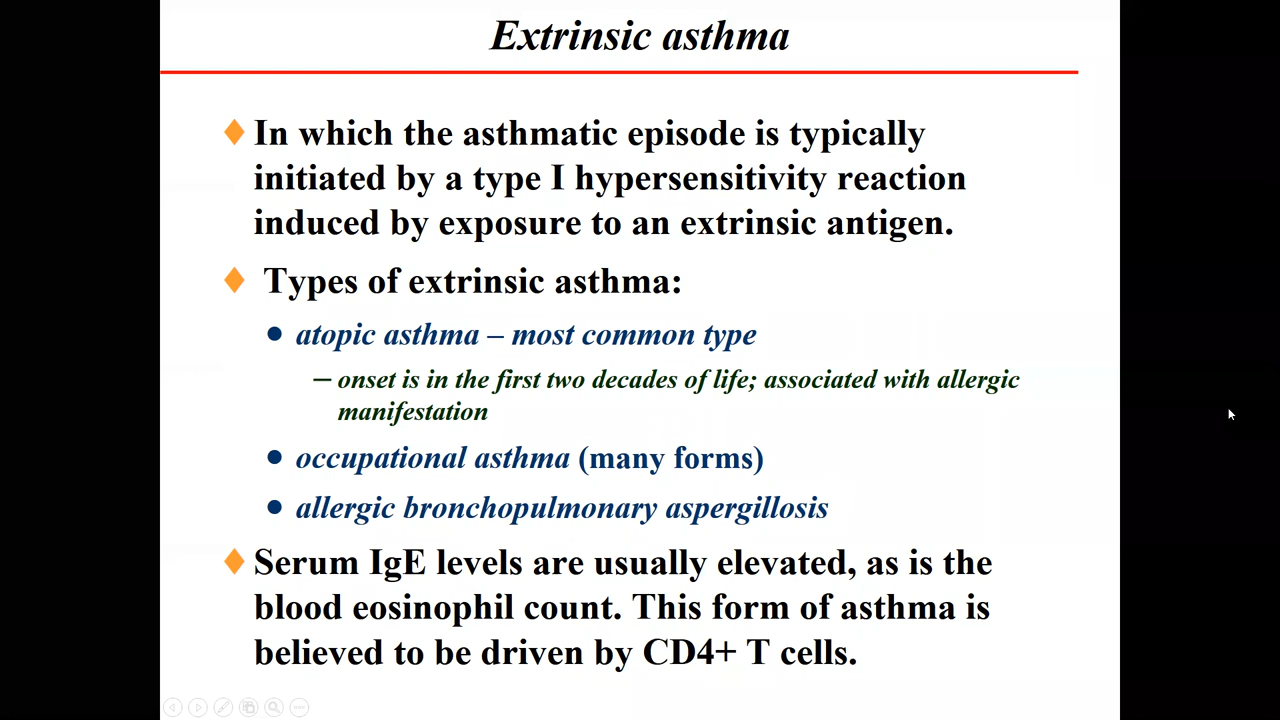 Extrinsic asthma
In which the asthmatic episode is typically
initiated by a type I hypersensitivity reaction
induced by exposure to an extrinsic antigen.
Types of extrinsic asthma:
atopic asthma – most common type
– onset is in the first two decades of life; associated with allergic
manifestation
occupational asthma (many forms)
allergic bronchopulmonary aspergillosis
Serum IgE levels are usually elevated, as is the
blood eosinophil count. This form of asthma is
believed to be driven by CD4+ T cells.